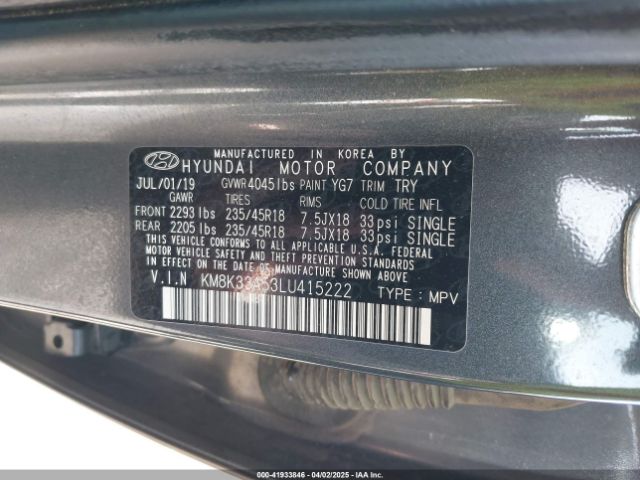 MANUFACTURED IN KOREA BY
HYUNDAI MOTOR COMPANY
JUL/01/19 GVWR 4045lbs PAINT YG7 TRIM TRY
GAWR TIRES RIMS COLD TIRE INFL
FRONT 2293 lbs 235/45R18 7.5JX18 33psi SINGLE
REAR 2205 lbs 235/45R18 7.5JX18 33psi SINGLE
THIS VEHICLE CONFORMS TO ALL APPLICABLE U.S.A. FEDERAL
MOTOR VEHICLE SAFETY, BUMPER, AND THEFT PREVENTION STANDARDS
IN EFFECT ON THE DATE OF MANUFACTURE SHOWN ABOVE.
V.I.N KM8K33A53LU415222 TYPE : MPV
000-41933846 - 04/02/2025 - IAA Inc.